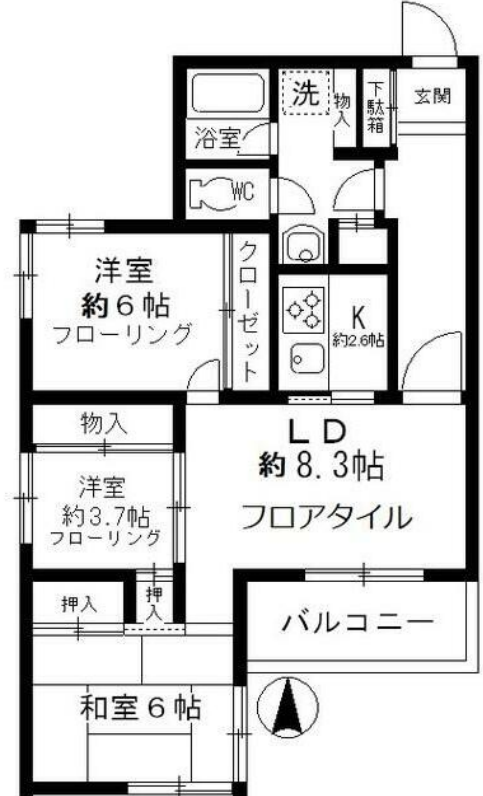 玄関
下駄箱
洗
物入
浴室
WC
洋室
約6帖
フローリング
クローゼット
K
約2.6帖
物入
LD
約8.3帖
フロアタイル
洋室
約3.7帖
フローリング
押入
押入
バルコニー
和室6帖